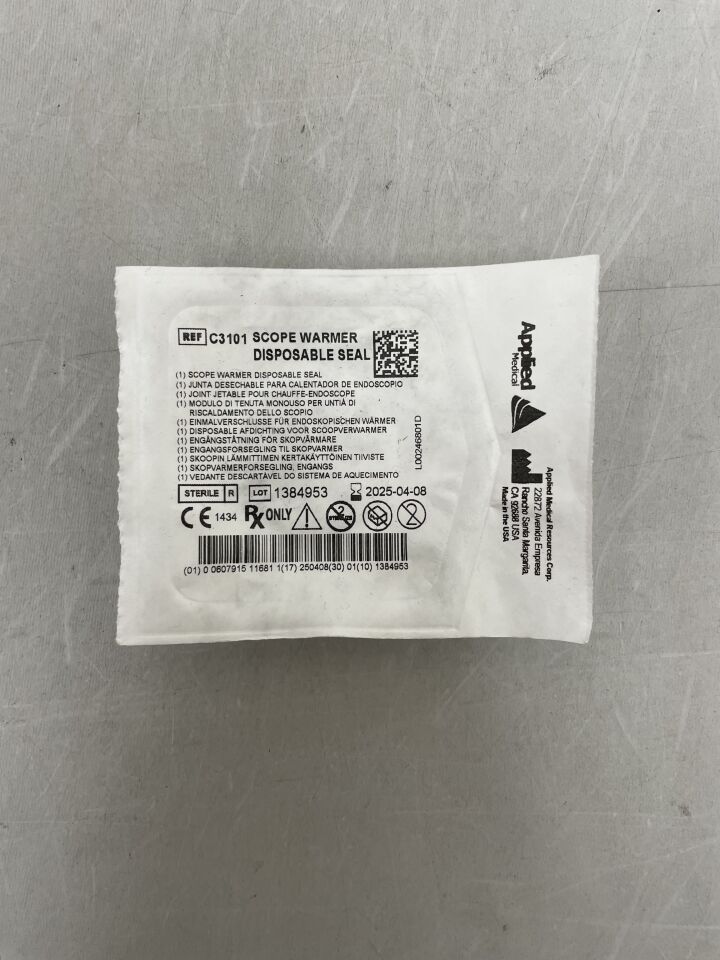 REF C3101 SCOPE WARMER
DISPOSABLE SEAL
(1) SCOPE WARMER DISPOSABLE SEAL
(1) JUNTA DESECHABLE PARA CALENTADOR DE ENDOSCOPIO
(1) JOINT JETABLE POUR CHAUFFE-ENDOSCOPE
(1) MODULO DI TENUTA MONOUSO PER UNTIÀ DI
RISCALDAMENTO DELLO SCOPIO
(1) EINMALVERSCHLUSSE FÜR ENDOSKOPISCHEN WÄRMER
(1) DISPOSABLE AFDICHTING VOOR SCOOPVERWARMER
(1) ENGÅNGSTÄTNING FÖR SKOPVÄRMARE
(1) ENGANGSFORSEGLING TIL SKOPVARMER
(1) SKOOPIN LÄMMITTIMEN KERTAKÄYTTÖINEN TIIVISTE
(1) SKOPVARMERFORSEGLING, ENGANGS
(1) VEDANTE DESCARTÁVEL DO SISTEMA DE AQUECIMENTO
L00246801D
STERILE R LOT 1384953 2025-04-08
CE 1434 Rx ONLY 2 STERILIZE 2
(01) 0 0607915 11681 1(17) 250408(30) 01(10) 1384953
Applied
Medical
Applied Medical Resources Corp.
22872 Avenida Empresa
Rancho Santa Margarita,
CA 92688 USA
Made in the USA